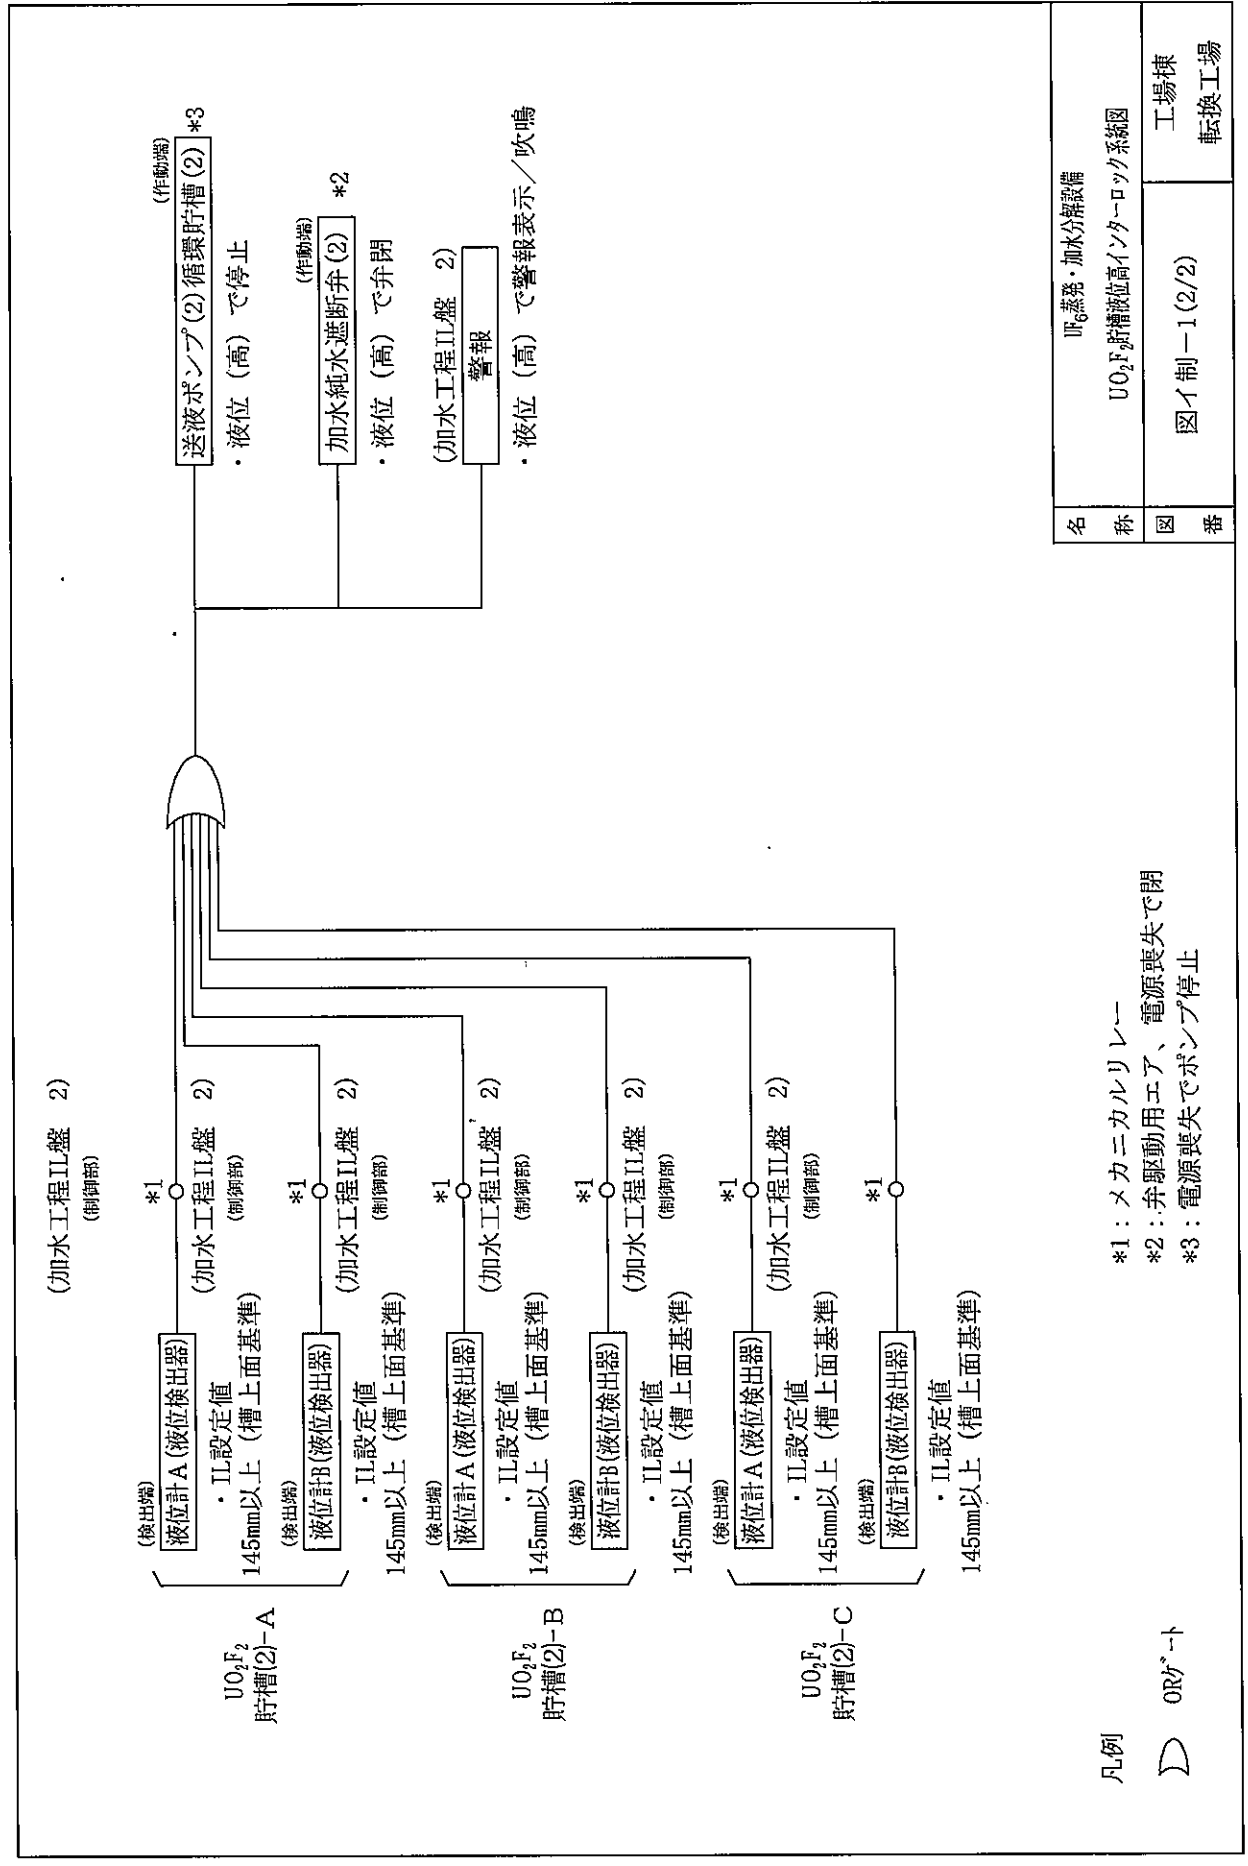 (加水工程IL盤　2)
(制御部)
UO₂F₂
貯槽(2)-A
(検出端)
液位計A(液位検出器)
*1
・IL設定値
145mm以上 (槽上面基準)
(加水工程IL盤　2)
(制御部)
(検出端)
液位計B(液位検出器)
*1
・IL設定値
145mm以上 (槽上面基準)
(加水工程IL盤　2)
(制御部)
UO₂F₂
貯槽(2)-B
(検出端)
液位計A(液位検出器)
*1
・IL設定値
145mm以上 (槽上面基準)
(加水工程IL盤　2)
(制御部)
(検出端)
液位計B(液位検出器)
*1
・IL設定値
145mm以上 (槽上面基準)
(加水工程IL盤　2)
(制御部)
UO₂F₂
貯槽(2)-C
(検出端)
液位計A(液位検出器)
*1
・IL設定値
145mm以上 (槽上面基準)
(加水工程IL盤　2)
(制御部)
(検出端)
液位計B(液位検出器)
*1
・IL設定値
145mm以上 (槽上面基準)
(作動端)
送液ポンプ(2)循環貯槽(2) *3
・液位 (高) で停止
(作動端)
加水純水遮断弁(2) *2
・液位 (高) で弁閉
(加水工程IL盤　2)
警報
・液位 (高) で警報表示／吹鳴
凡例
ORゲート
*1：メカニカルリレー
*2：弁駆動用エア、電源喪失で閉
*3：電源喪失でポンプ停止
名称
UF₆蒸発・加水分解設備
UO₂F₂貯槽液位高インターロック系統図
図番
図イ制－1(2/2)
工場棟
転換工場